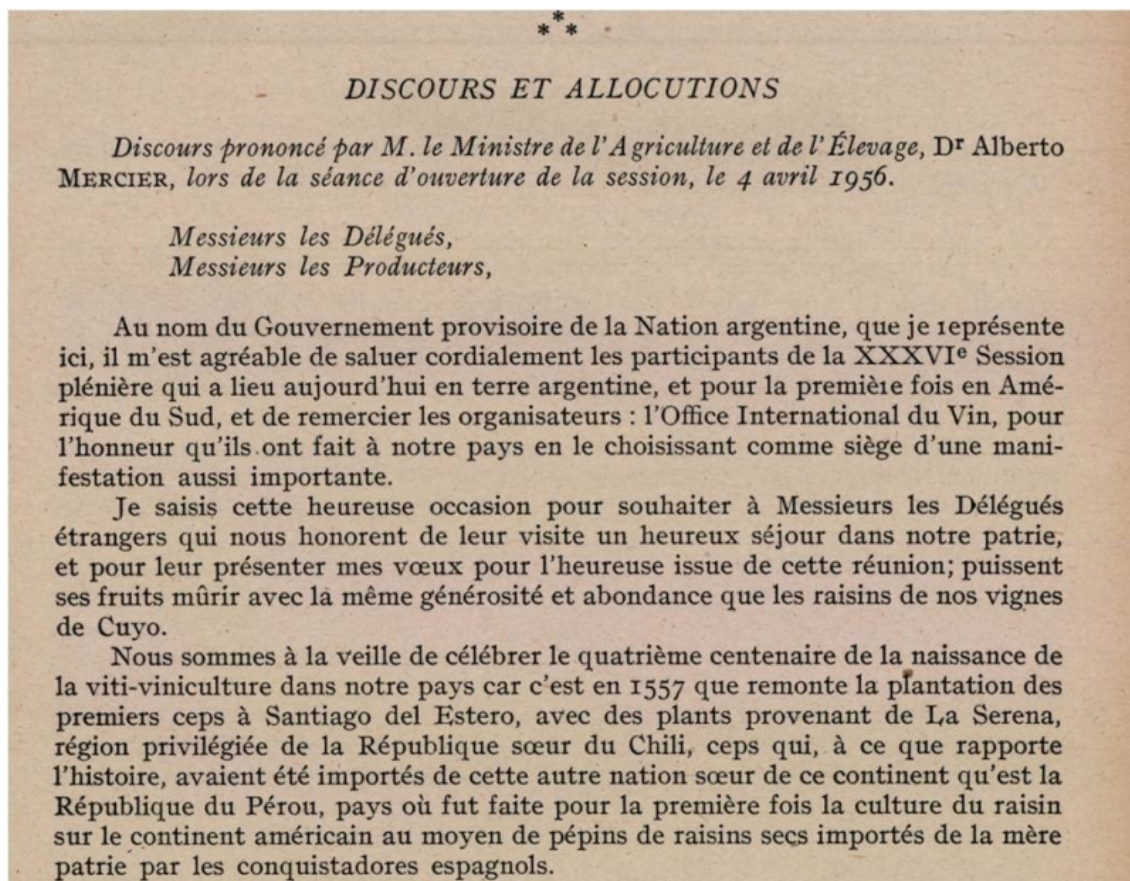 ***
DISCOURS ET ALLOCUTIONS
Discours prononcé par M. le Ministre de l'Agriculture et de l'Élevage, Dr Alberto
MERCIER, lors de la séance d'ouverture de la session, le 4 avril 1956.
Messieurs les Délégués,
Messieurs les Producteurs,
Au nom du Gouvernement provisoire de la Nation argentine, que je représente
ici, il m'est agréable de saluer cordialement les participants de la XXXVIe Session
plénière qui a lieu aujourd'hui en terre argentine, et pour la première fois en Amé-
rique du Sud, et de remercier les organisateurs : l'Office International du Vin, pour
l'honneur qu'ils ont fait à notre pays en le choisissant comme siège d'une mani-
festation aussi importante.
Je saisis cette heureuse occasion pour souhaiter à Messieurs les Délégués
étrangers qui nous honorent de leur visite un heureux séjour dans notre patrie,
et pour leur présenter mes vœux pour l'heureuse issue de cette réunion; puissent
ses fruits mûrir avec la même générosité et abondance que les raisins de nos vignes
de Cuyo.
Nous sommes à la veille de célébrer le quatrième centenaire de la naissance de
la viti-viniculture dans notre pays car c'est en 1557 que remonte la plantation des
premiers ceps à Santiago del Estero, avec des plants provenant de La Serena,
région privilégiée de la République sœur du Chili, ceps qui, à ce que rapporte
l'histoire, avaient été importés de cette autre nation sœur de ce continent qu'est la
République du Pérou, pays où fut faite pour la première fois la culture du raisin
sur le continent américain au moyen de pépins de raisins secs importés de la mère
patrie par les conquistadores espagnols.